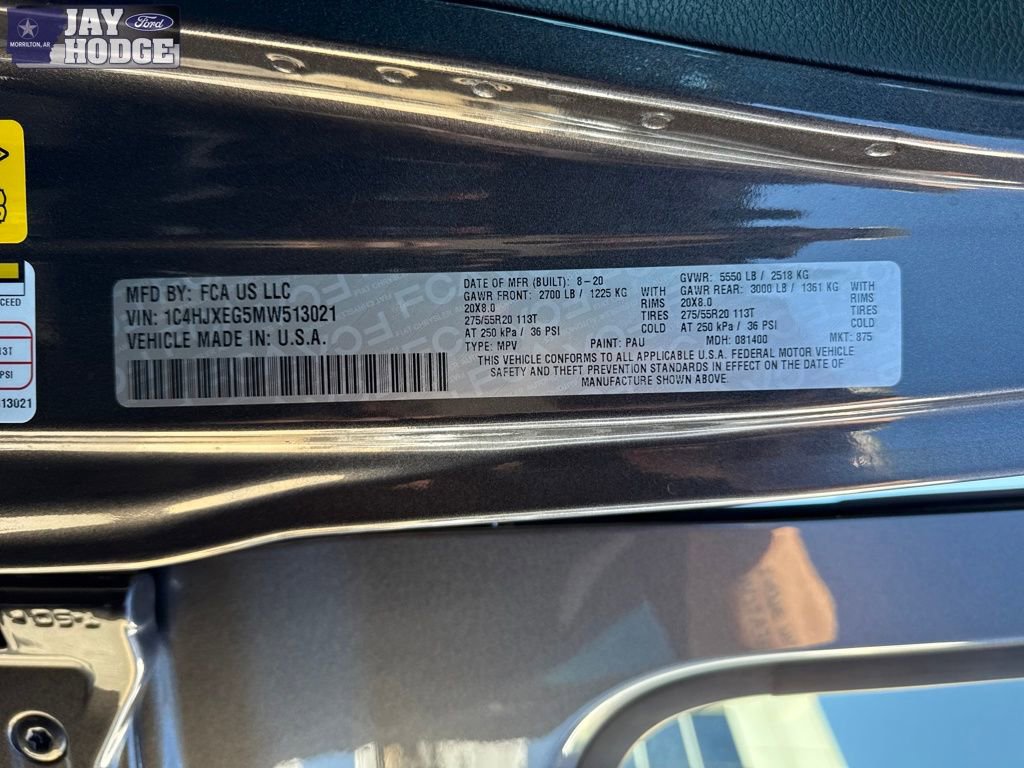 JAY
HODGE
MORRILTON, AR
Ford
CEED
13T
PSI
13021
MFD BY: FCA US LLC
VIN: 1C4HJXEG5MW513021
VEHICLE MADE IN: U.S.A.
DATE OF MFR (BUILT): 8-20 GVWR: 5550 LB / 2518 KG
GAWR FRONT: 2700 LB / 1225 KG WITH GAWR REAR: 3000 LB / 1361 KG WITH
20X8.0 RIMS 20X8.0 RIMS
275/55R20 113T TIRES 275/55R20 113T TIRES
AT 250 kPa / 36 PSI COLD AT 250 kPa / 36 PSI COLD
TYPE: MPV PAINT: PAU MDH: 081400 MKT: 875
THIS VEHICLE CONFORMS TO ALL APPLICABLE U.S.A. FEDERAL MOTOR VEHICLE
SAFETY AND THEFT PREVENTION STANDARDS IN EFFECT ON THE DATE OF
MANUFACTURE SHOWN ABOVE.